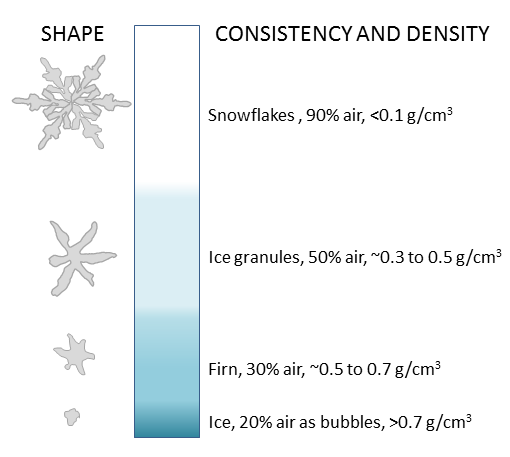 SHAPE
CONSISTENCY AND DENSITY
Snowflakes , 90% air, <0.1 g/cm³
Ice granules, 50% air, ~0.3 to 0.5 g/cm³
Firn, 30% air, ~0.5 to 0.7 g/cm³
Ice, 20% air as bubbles, >0.7 g/cm³